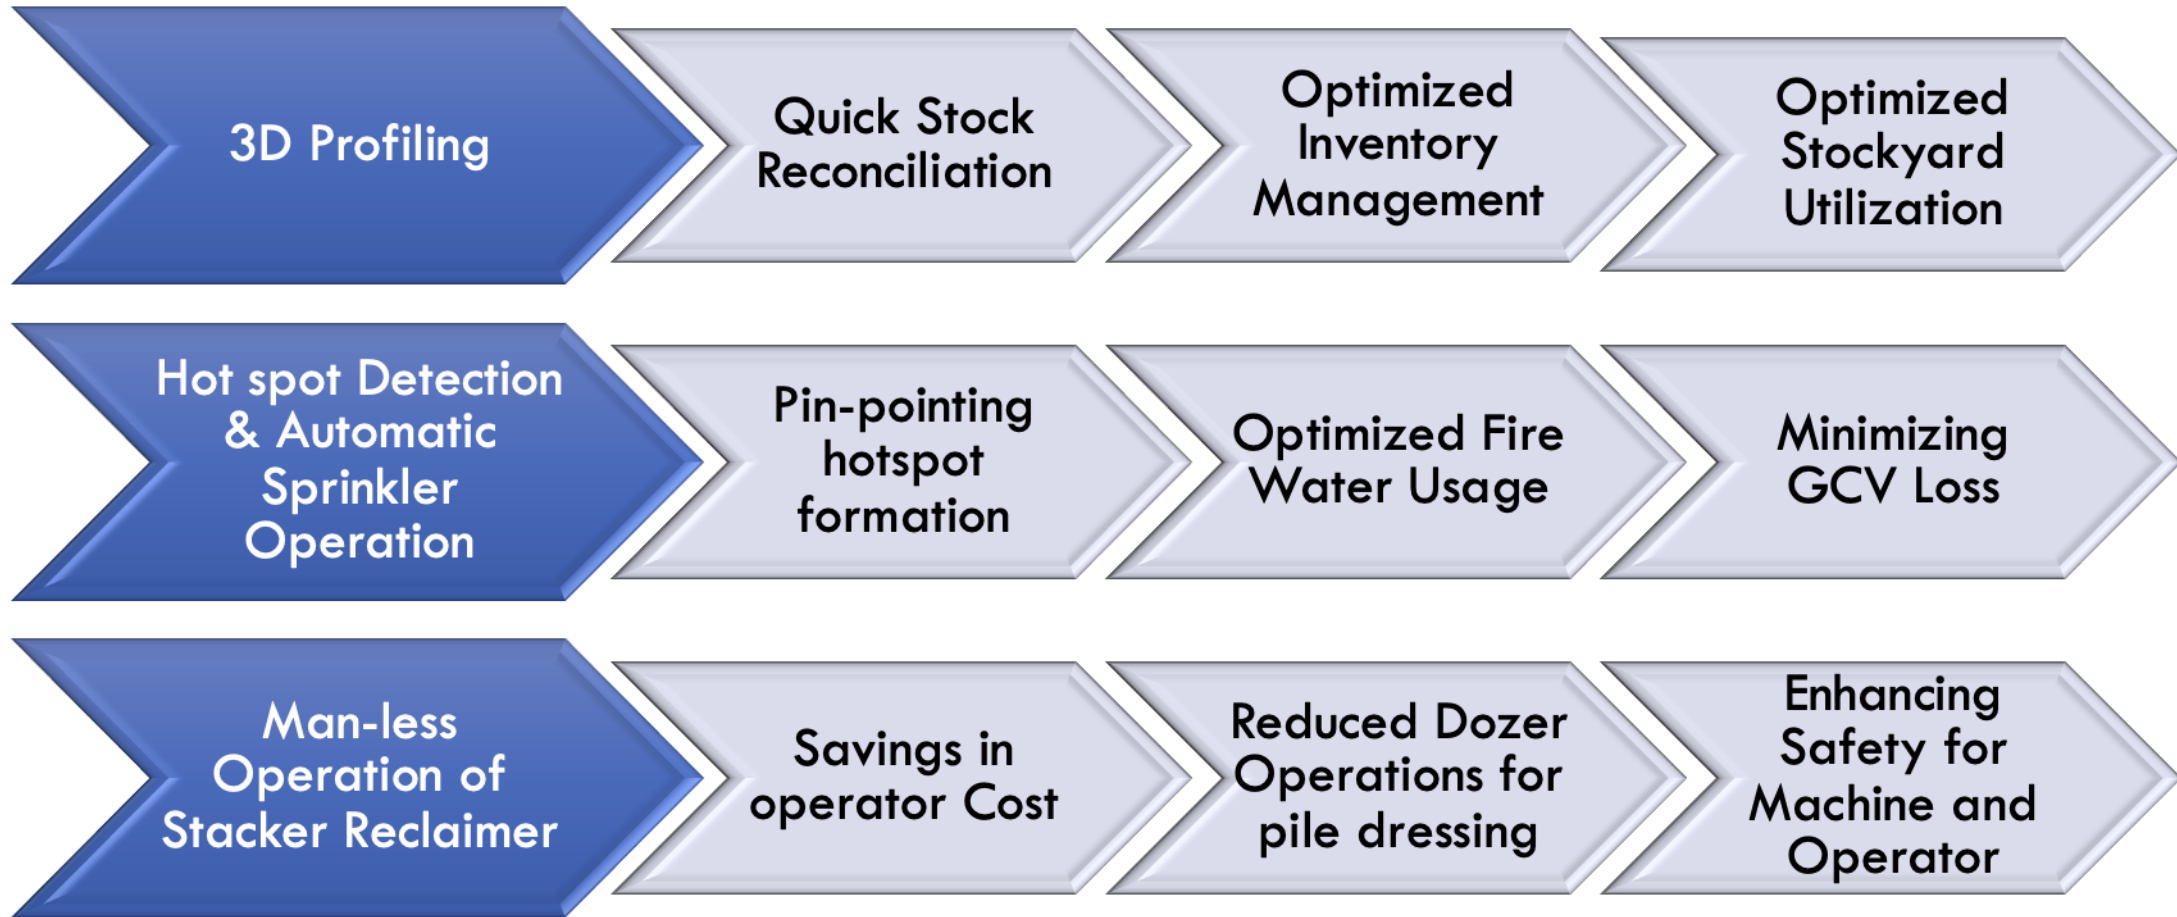 3D Profiling
Quick Stock
Reconciliation
Optimized
Inventory
Management
Optimized
Stockyard
Utilization
Hot spot Detection
& Automatic
Sprinkler
Operation
Pin-pointing
hotspot
formation
Optimized Fire
Water Usage
Minimizing
GCV Loss
Man-less
Operation of
Stacker Reclaimer
Savings in
operator Cost
Reduced Dozer
Operations for
pile dressing
Enhancing
Safety for
Machine and
Operator